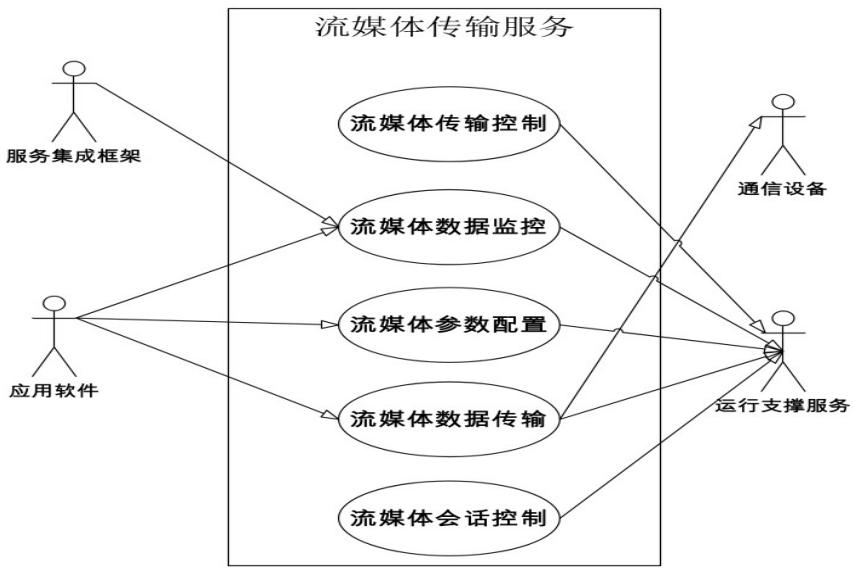 流媒体传输服务
流媒体传输控制
服务集成框架
通信设备
流媒体数据监控
流媒体参数配置
应用软件
运行支撑服务
流媒体数据传输
流媒体会话控制